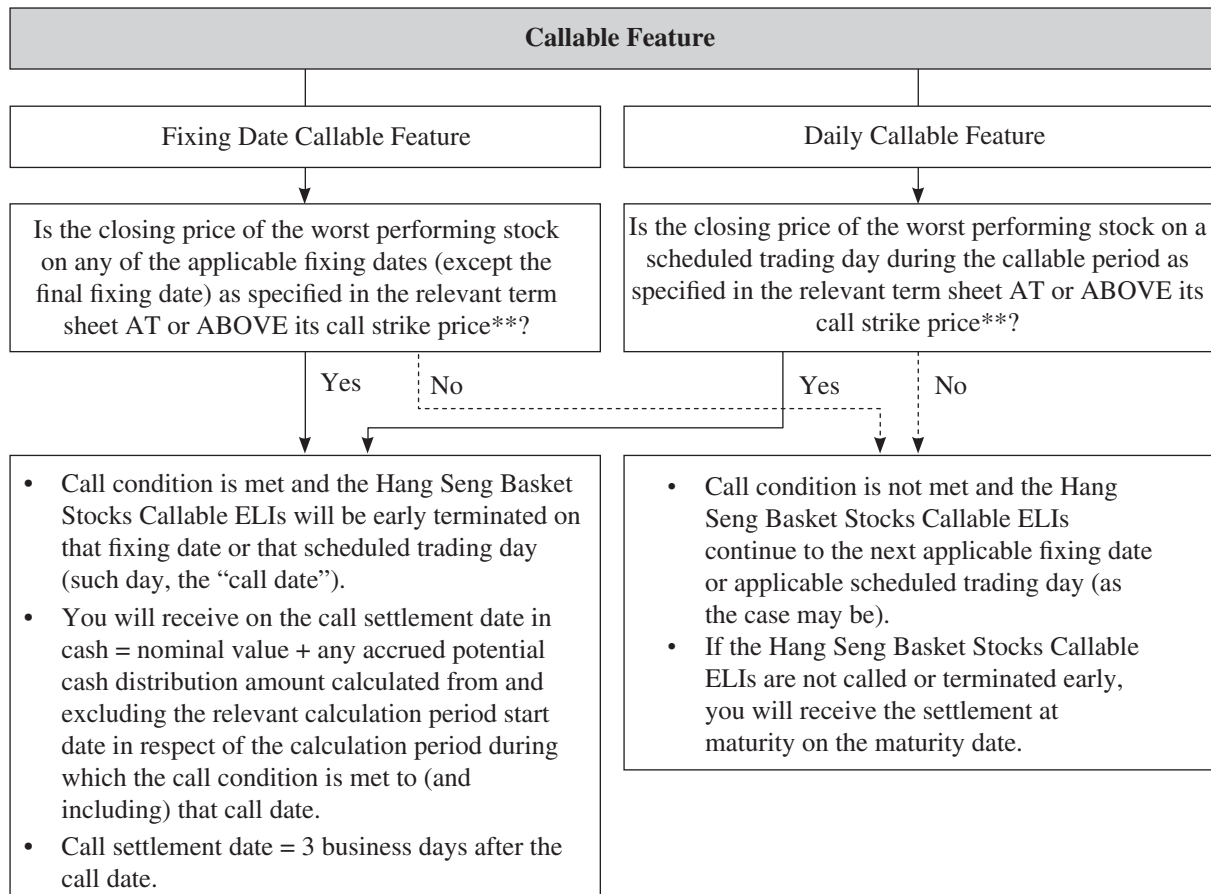 Callable Feature
Fixing Date Callable Feature
Daily Callable Feature
Is the closing price of the worst performing stock
on any of the applicable fixing dates (except the
final fixing date) as specified in the relevant term
sheet AT or ABOVE its call strike price**?
Is the closing price of the worst performing stock on a
scheduled trading day during the callable period as
specified in the relevant term sheet AT or ABOVE its
call strike price**?
Yes
No
Yes
No
• Call condition is met and the Hang Seng Basket
Stocks Callable ELIs will be early terminated on
that fixing date or that scheduled trading day
(such day, the “call date”).
• You will receive on the call settlement date in
cash = nominal value + any accrued potential
cash distribution amount calculated from and
excluding the relevant calculation period start
date in respect of the calculation period during
which the call condition is met to (and
including) that call date.
• Call settlement date = 3 business days after the
call date.
• Call condition is not met and the Hang
Seng Basket Stocks Callable ELIs
continue to the next applicable fixing date
or applicable scheduled trading day (as
the case may be).
• If the Hang Seng Basket Stocks Callable
ELIs are not called or terminated early,
you will receive the settlement at
maturity on the maturity date.